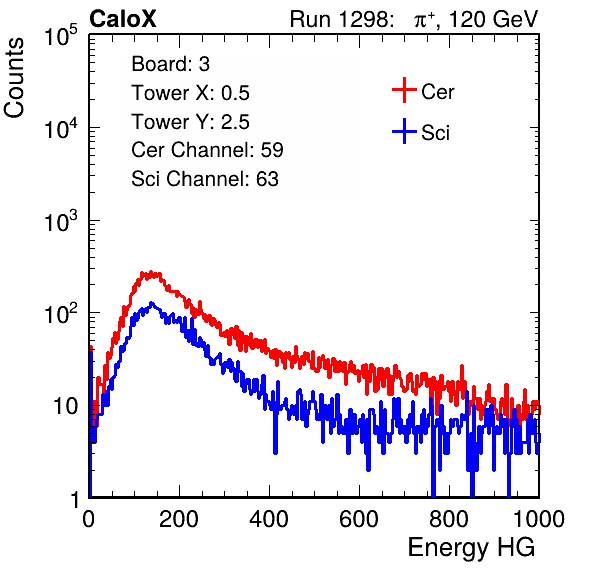 CaloX Run 1298: π⁺, 120 GeV
Counts
Board: 3
Tower X: 0.5
Tower Y: 2.5
Cer Channel: 59
Sci Channel: 63
Cer
Sci
10⁵
10⁴
10³
10²
10
1
0 200 400 600 800 1000
Energy HG